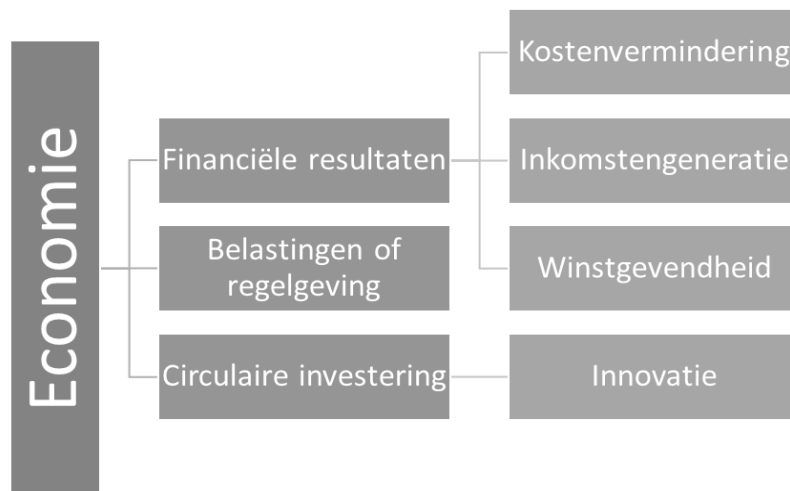 Economie
Financiële resultaten
Kostenvermindering
Inkomstengeneratie
Winstgevendheid
Belastingen of
regelgeving
Circulaire investering
Innovatie